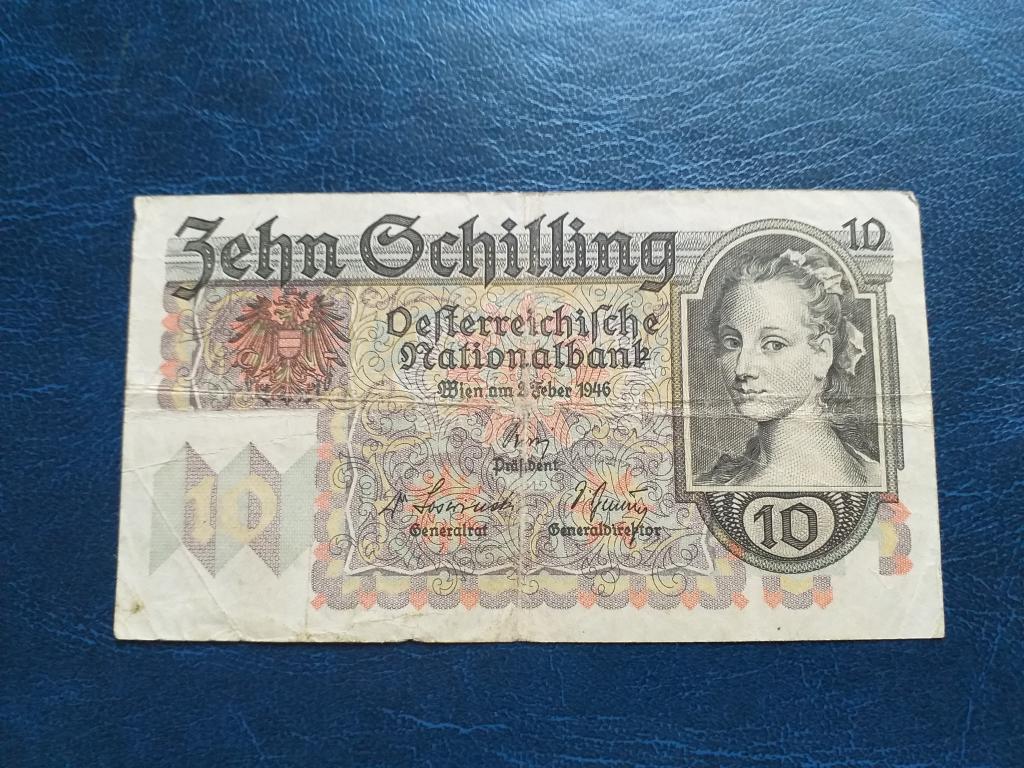 Zehn Schilling
10
Oesterreichische
Nationalbank
Wien am 2. Feber 1946
Präsident
Generalrat
Generaldirektor
10
10